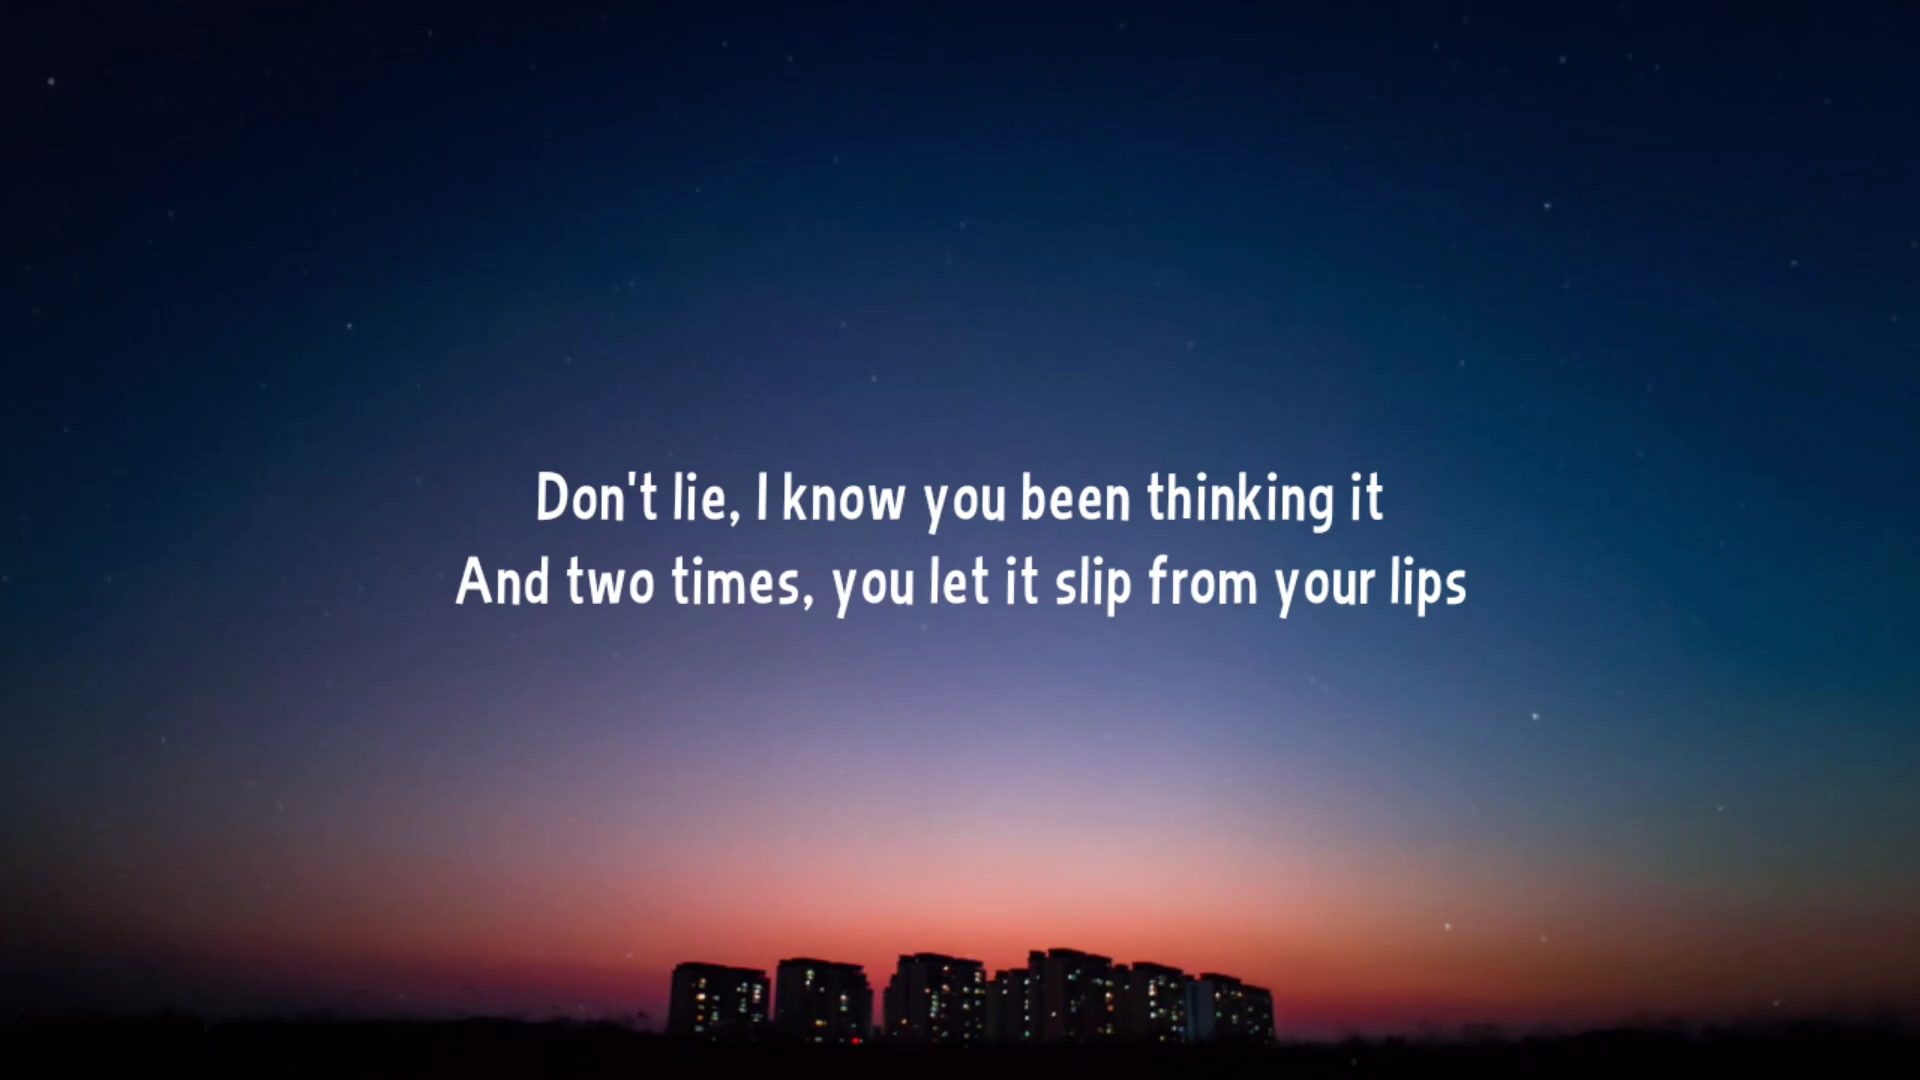 Don't lie, I know you been thinking it
And two times, you let it slip from your lips